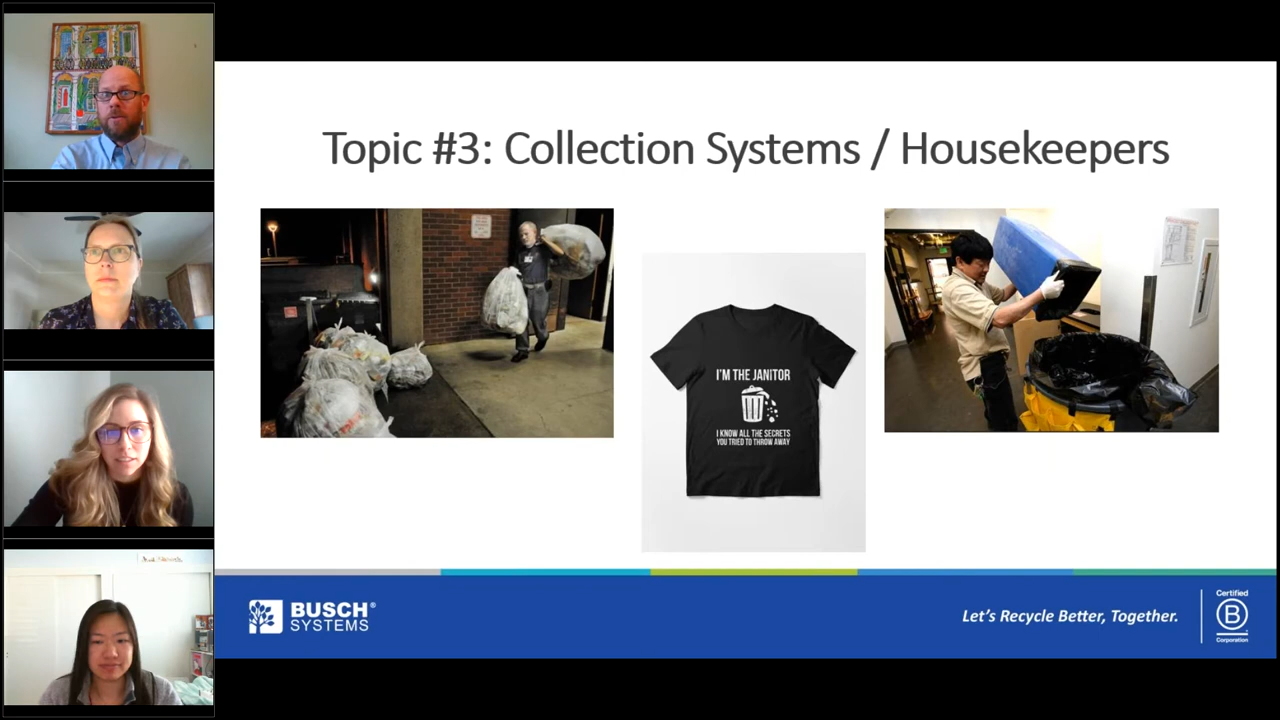 Topic #3: Collection Systems / Housekeepers
I'M THE JANITOR
I KNOW ALL THE SECRETS
YOU TRIED TO THROW AWAY
BUSCH®
SYSTEMS
Let's Recycle Better, Together.
Certified
B
Corporation